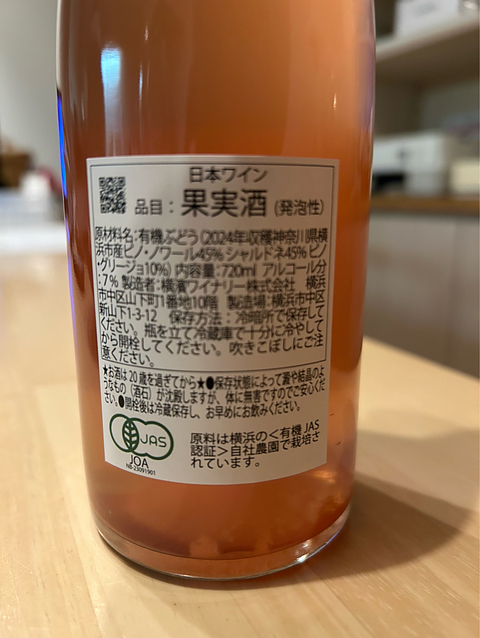 日本ワイン
品目：果実酒（発泡性）
原材料名：有機ぶどう（2024年収穫神奈川県横
浜市産ピノ・ノワール45％シャルドネ45％ピノ
・グリージョ10％）内容量：720ml アルコール分
：7％ 製造者：横濱ワイナリー株式会社 横浜
市中区山下町1番地10階 製造場：横浜市中区
新山下1-3-12 保存方法：冷暗所で保存して
ください。瓶を立て冷蔵庫で十分に冷やして
から開栓してください。吹きこぼしにご注
意ください。
★お酒は20歳を過ぎてから★●保存状態によって澱や結晶のよ
うなもの（酒石）が沈殿しますが、体に無害ですのでご安心くだ
さい。●開栓後は冷蔵保存し、お早めにお飲みください。
JAS
JOA
NB-23091901
原料は横浜の＜有機JAS
認証＞自社農園で栽培さ
れています。